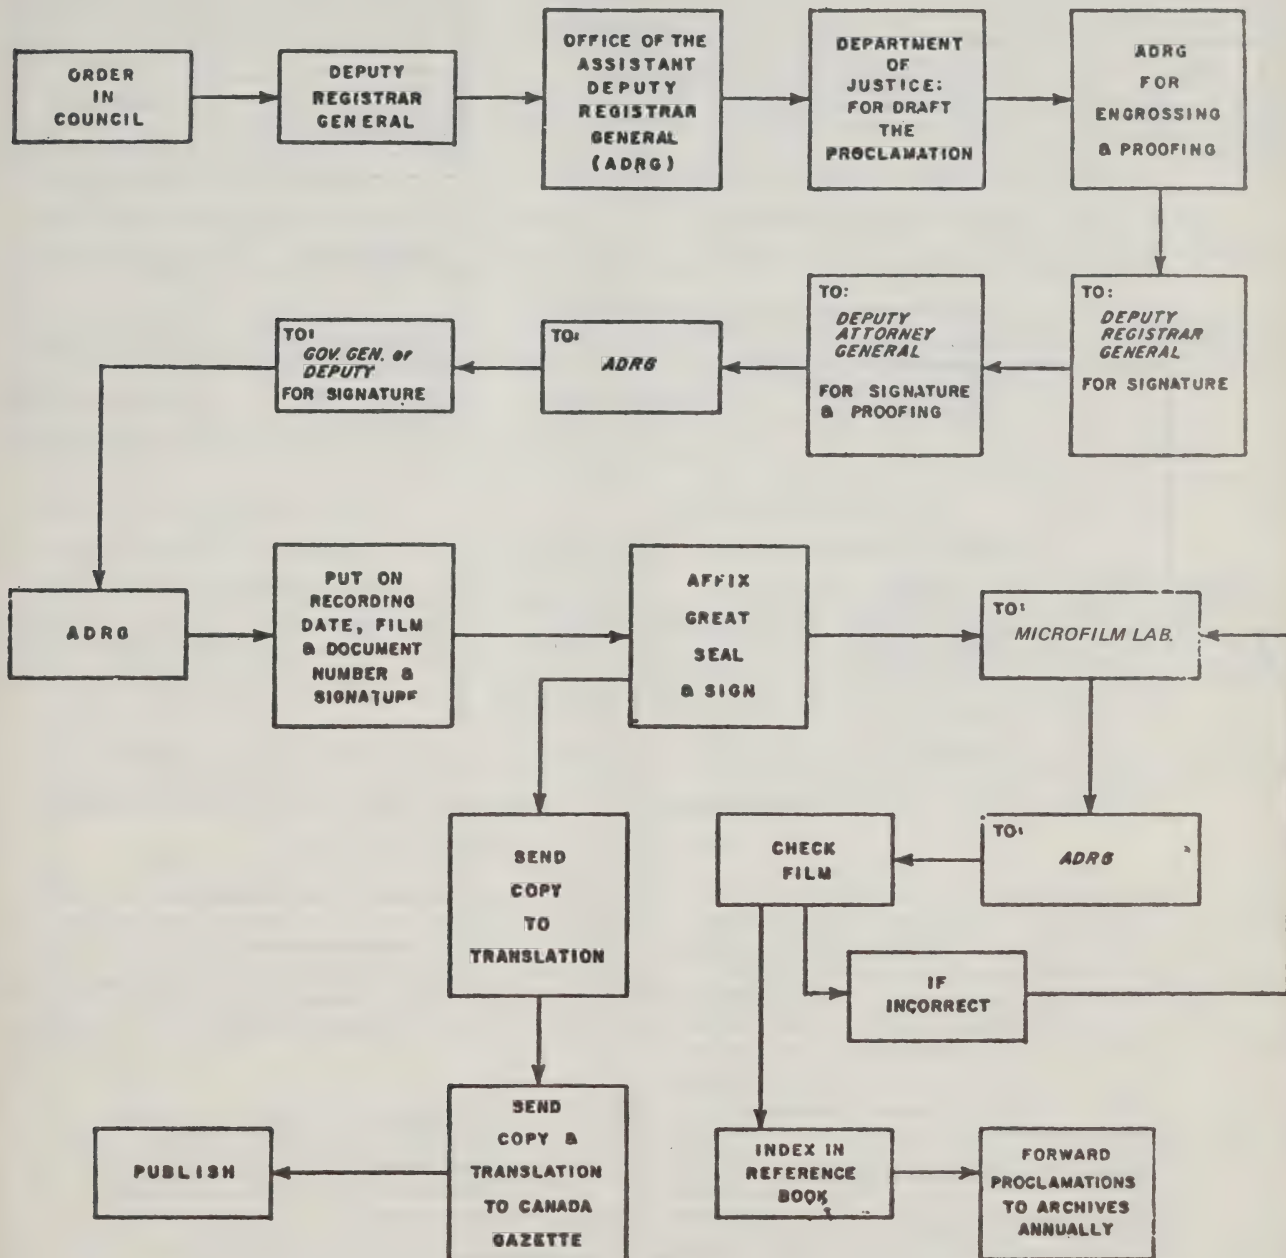 ORDER
IN
COUNCIL
DEPUTY
REGISTRAR
GENERAL
OFFICE OF THE
ASSISTANT
DEPUTY
REGISTRAR
GENERAL
(ADRG)
DEPARTMENT
OF
JUSTICE:
FOR DRAFT
THE
PROCLAMATION
ADRG
FOR
ENGROSSING
& PROOFING
TO:
DEPUTY
REGISTRAR
GENERAL
FOR SIGNATURE
TO:
DEPUTY
ATTORNEY
GENERAL
FOR SIGNATURE
& PROOFING
TO:
ADRG
TO:
GOV. GEN. or
DEPUTY
FOR SIGNATURE
ADRG
PUT ON
RECORDING
DATE, FILM
& DOCUMENT
NUMBER &
SIGNATURE
AFFIX
GREAT
SEAL
& SIGN
TO:
MICROFILM LAB.
TO:
ADRG
CHECK
FILM
IF
INCORRECT
SEND
COPY
TO
TRANSLATION
SEND
COPY &
TRANSLATION
TO CANADA
GAZETTE
PUBLISH
INDEX IN
REFERENCE
BOOK
FORWARD
PROCLAMATIONS
TO ARCHIVES
ANNUALLY